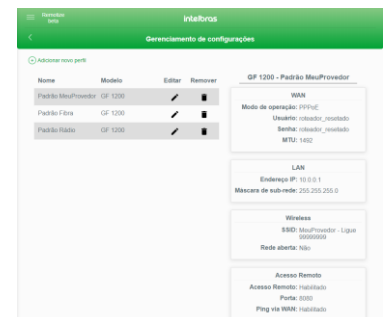 Remotize
beta
intelbras
Gerenciamento de configurações
Adicionar novo perfil
Nome Modelo Editar Remover
Padrão MeuProvedor GF 1200
Padrão Fibra GF 1200
Padrão Rádio GF 1200
GF 1200 - Padrão MeuProvedor
WAN
Modo de operação: PPPoE
Usuário: roteador_resetado
Senha: roteador_resetado
MTU: 1492
LAN
Endereço IP: 10.0.0.1
Máscara de sub-rede: 255.255.255.0
Wireless
SSID: MeuProvedor - Ligue
99999999
Rede aberta: Não
Acesso Remoto
Acesso Remoto: Habilitado
Porta: 8080
Ping via WAN: Habilitado